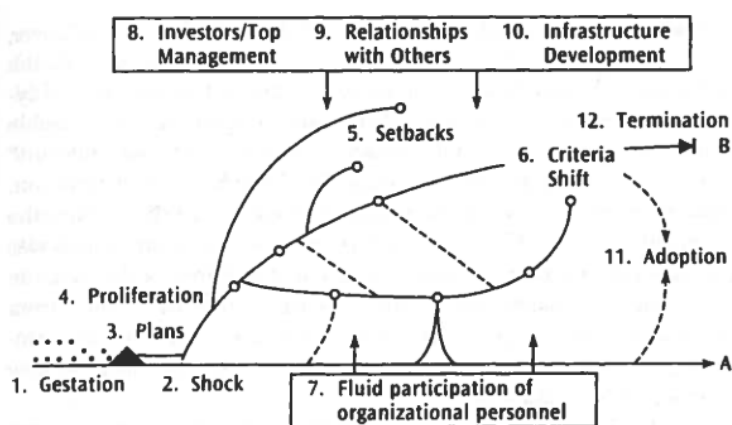 8. Investors/Top Management
9. Relationships with Others
10. Infrastructure Development
5. Setbacks
12. Termination
B
6. Criteria Shift
11. Adoption
4. Proliferation
3. Plans
A
1. Gestation
2. Shock
7. Fluid participation of organizational personnel